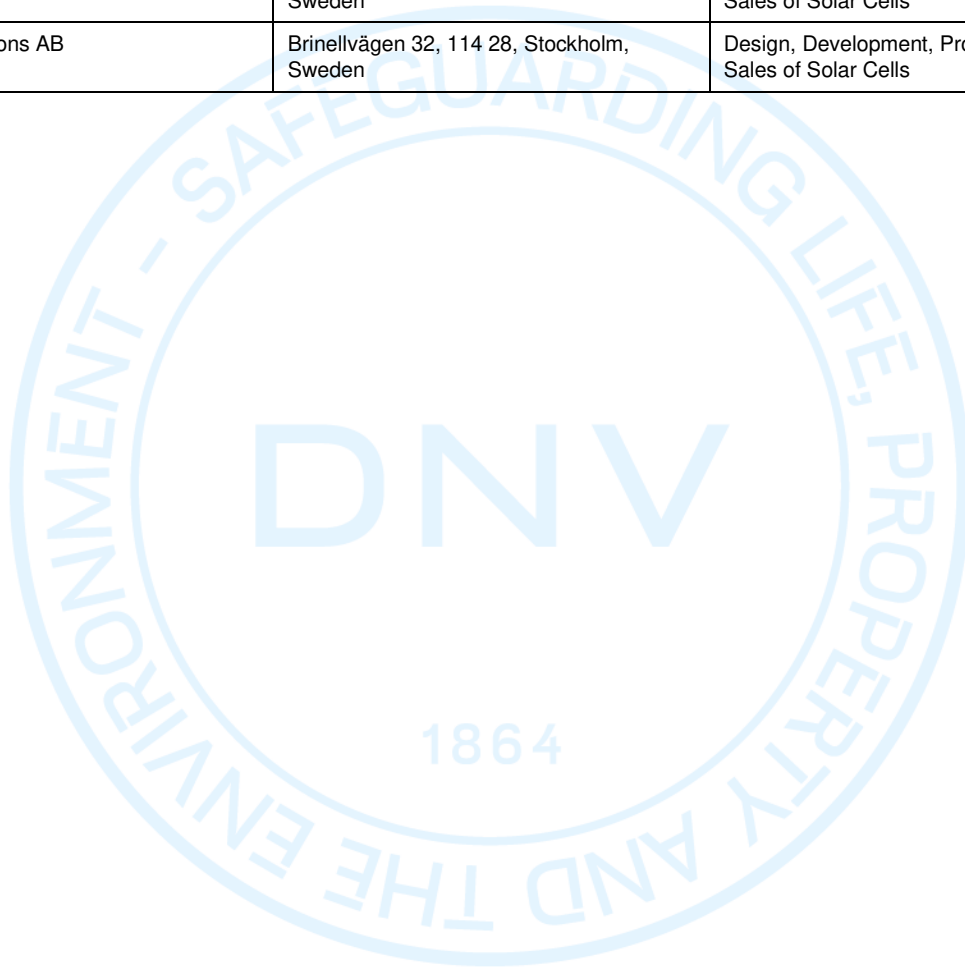 Sweden
Sales of Solar Cells
ons AB
Brinellvägen 32, 114 28, Stockholm,
Sweden
Design, Development, Pro
Sales of Solar Cells
SAFEGUARDING LIFE, PROPERTY AND THE ENVIRONMENT -
DNV
1864